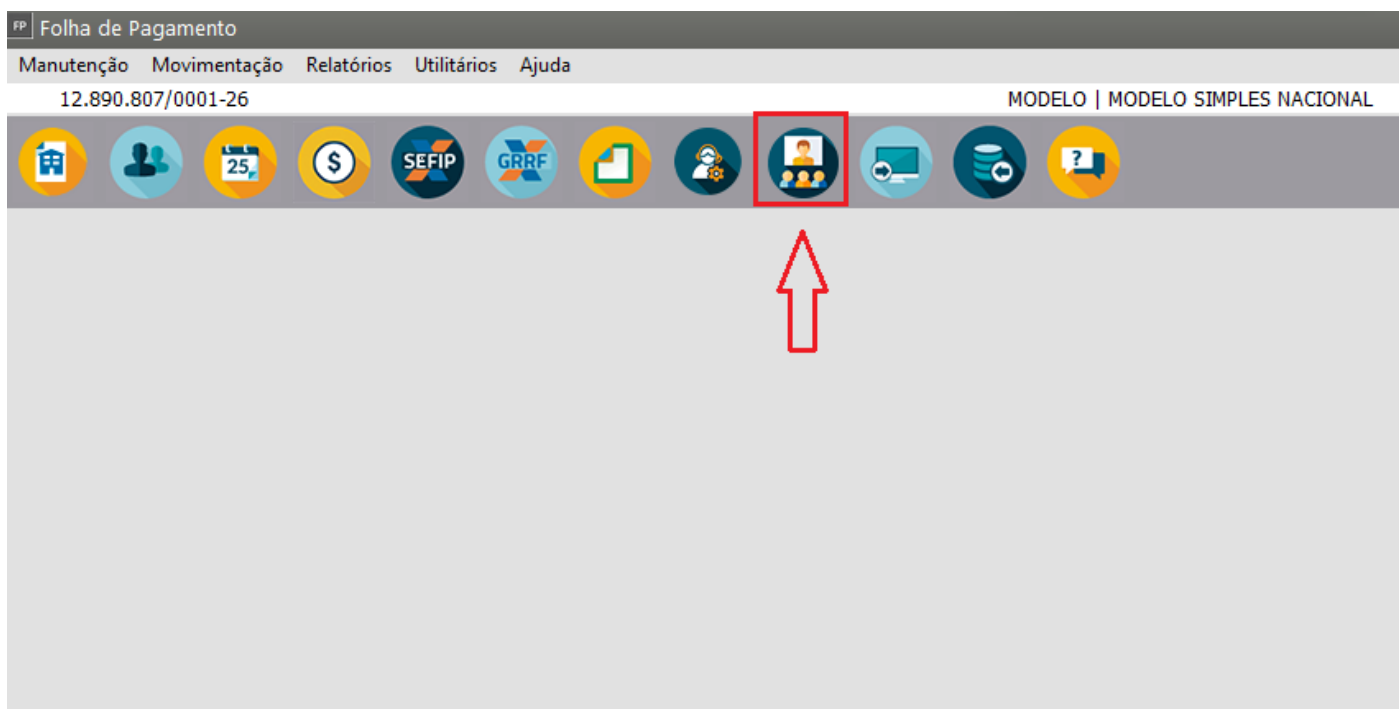 FP Folha de Pagamento
Manutenção Movimentação Relatórios Utilitários Ajuda
12.890.807/0001-26 MODELO | MODELO SIMPLES NACIONAL
25 $ SEFIP GRRF ?